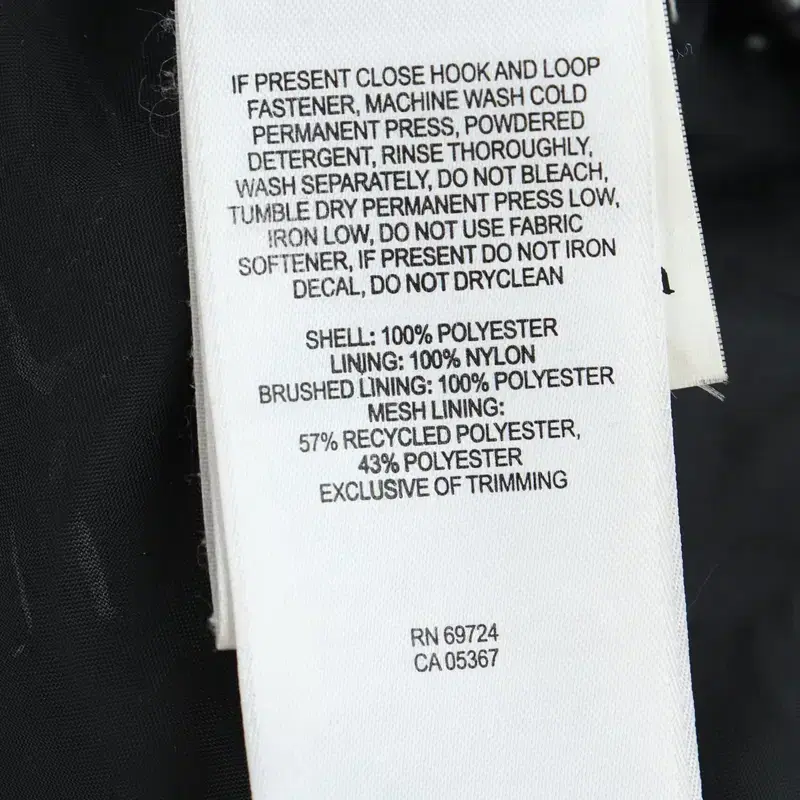 IF PRESENT CLOSE HOOK AND LOOP
FASTENER, MACHINE WASH COLD
PERMANENT PRESS, POWDERED
DETERGENT, RINSE THOROUGHLY,
WASH SEPARATELY, DO NOT BLEACH,
TUMBLE DRY PERMANENT PRESS LOW,
IRON LOW, DO NOT USE FABRIC
SOFTENER, IF PRESENT DO NOT IRON
DECAL, DO NOT DRYCLEAN
SHELL: 100% POLYESTER
LINING: 100% NYLON
BRUSHED LINING: 100% POLYESTER
MESH LINING:
57% RECYCLED POLYESTER,
43% POLYESTER
EXCLUSIVE OF TRIMMING
RN 69724
CA 05367